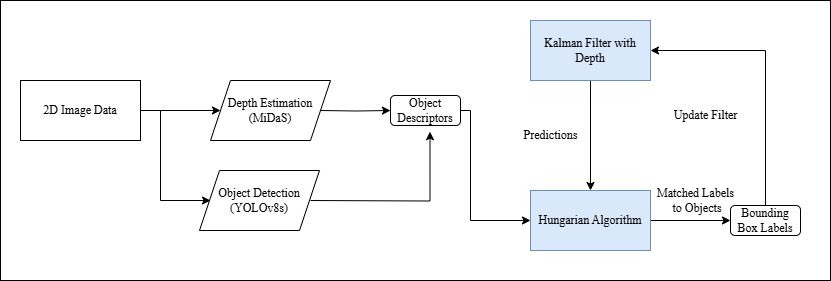 Kalman Filter with
Depth
2D Image Data
Depth Estimation
(MiDaS)
Object
Descriptors
Predictions
Update Filter
Object Detection
(YOLOv8s)
Hungarian Algorithm
Matched Labels
to Objects
Bounding
Box Labels